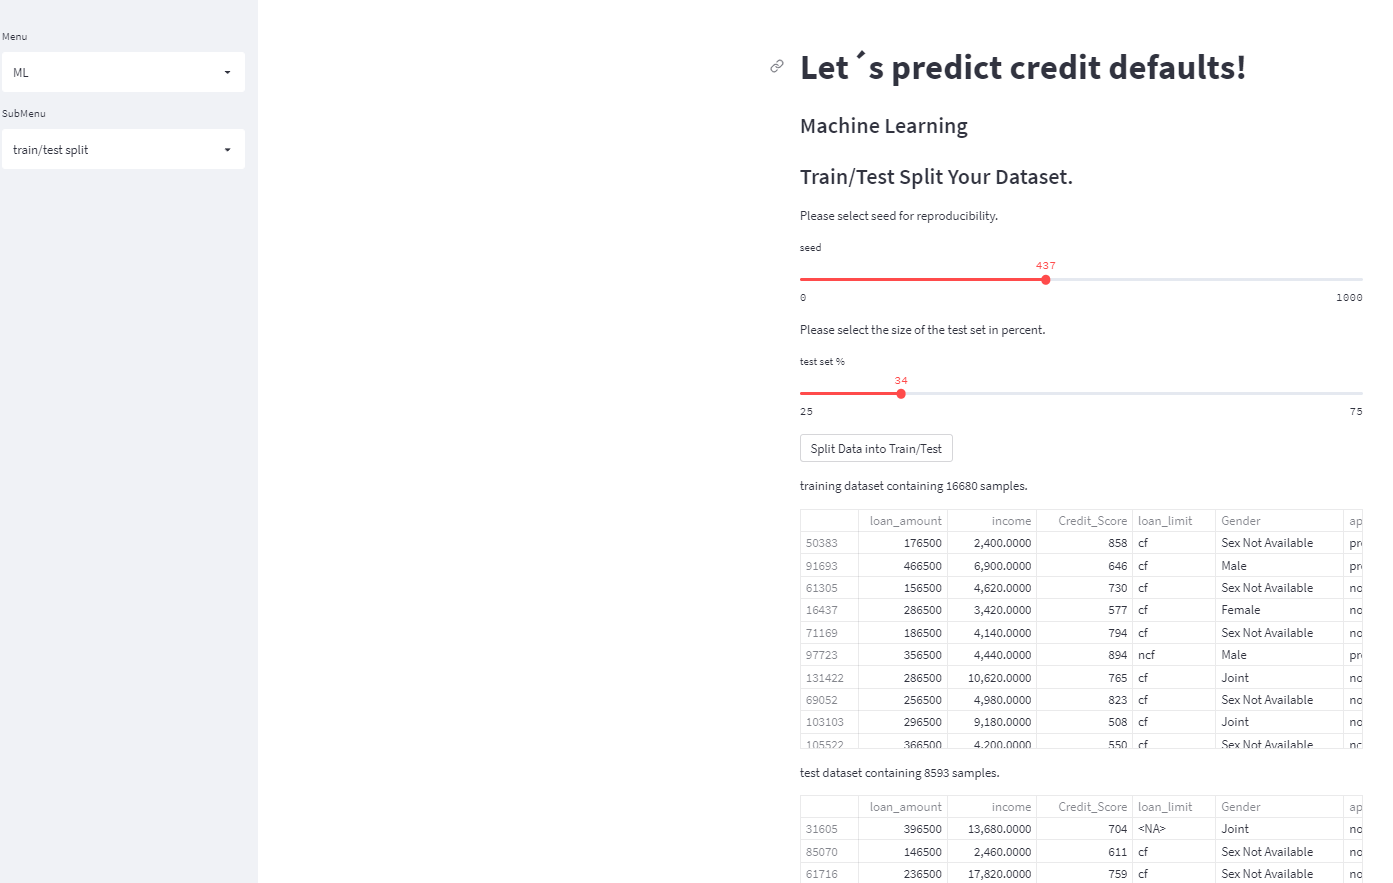 Menu
ML
SubMenu
train/test split
Let´s predict credit defaults!
Machine Learning
Train/Test Split Your Dataset.
Please select seed for reproducibility.
seed
437
0 1000
Please select the size of the test set in percent.
test set %
34
25 75
Split Data into Train/Test
training dataset containing 16680 samples.
loan_amount income Credit_Score loan_limit Gender ap
50383 176500 2,400.0000 858 cf Sex Not Available pr
91693 466500 6,900.0000 646 cf Male pr
61305 156500 4,620.0000 730 cf Sex Not Available no
16437 286500 3,420.0000 577 cf Female no
71169 186500 4,140.0000 794 cf Sex Not Available no
97723 356500 4,440.0000 894 ncf Male pr
131422 286500 10,620.0000 765 cf Joint no
69052 256500 4,980.0000 823 cf Sex Not Available no
103103 296500 9,180.0000 508 cf Joint no
105522 366500 4,200.0000 550 cf Sex Not Available
test dataset containing 8593 samples.
loan_amount income Credit_Score loan_limit Gender ap
31605 396500 13,680.0000 704 <NA> Joint no
85070 146500 2,460.0000 611 cf Sex Not Available no
61716 236500 17,820.0000 759 cf Sex Not Available no